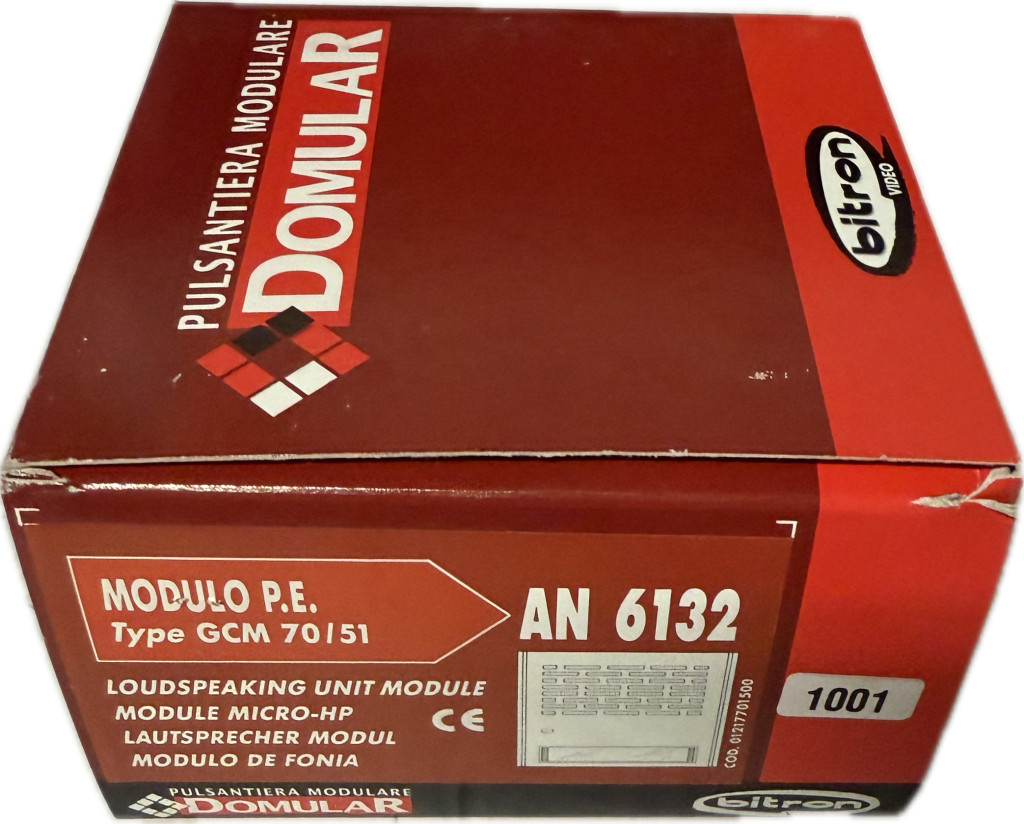 PULSANTIERA MODULARE
DOMULAR
bitron
VIDEO
MODULO P.E.
Type GCM 70/51
AN 6132
LOUDSPEAKING UNIT MODULE
MODULE MICRO-HP
LAUTSPRECHER MODUL
MODULO DE FONIA
CE
COD. 01217701500
1001
PULSANTIERA MODULARE
DOMULAR
bitron